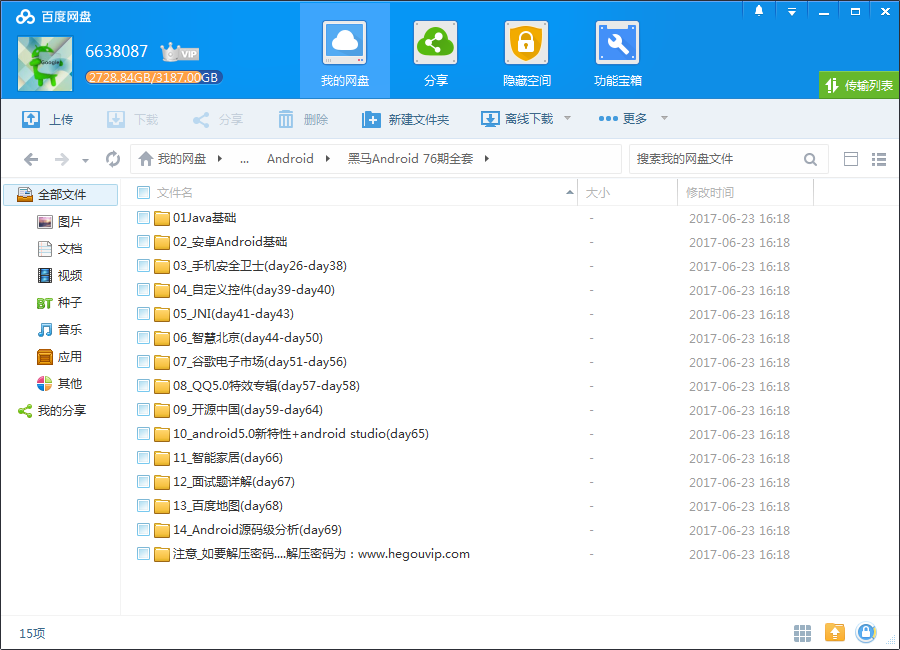 百度网盘
6638087 VIP
2728.84GB/3187.00GB
我的网盘 分享 隐藏空间 功能宝箱
传输列表
上传 下载 分享 删除 新建文件夹 离线下载 更多
我的网盘 ... Android 黑马Android 76期全套
搜索我的网盘文件
全部文件
图片
文档
视频
BT 种子
音乐
应用
其他
我的分享
文件名 大小 修改时间
01Java基础 - 2017-06-23 16:18
02_安卓Android基础 - 2017-06-23 16:18
03_手机安全卫士(day26-day38) - 2017-06-23 16:18
04_自定义控件(day39-day40) - 2017-06-23 16:18
05_JNI(day41-day43) - 2017-06-23 16:18
06_智慧北京(day44-day50) - 2017-06-23 16:18
07_谷歌电子市场(day51-day56) - 2017-06-23 16:18
08_QQ5.0特效专辑(day57-day58) - 2017-06-23 16:18
09_开源中国(day59-day64) - 2017-06-23 16:18
10_android5.0新特性+android studio(day65) - 2017-06-23 16:18
11_智能家居(day66) - 2017-06-23 16:18
12_面试题详解(day67) - 2017-06-23 16:18
13_百度地图(day68) - 2017-06-23 16:18
14_Android源码级分析(day69) - 2017-06-23 16:18
注意_如要解压密码....解压密码为：www.hegouvip.com - 2017-06-23 16:18
15项